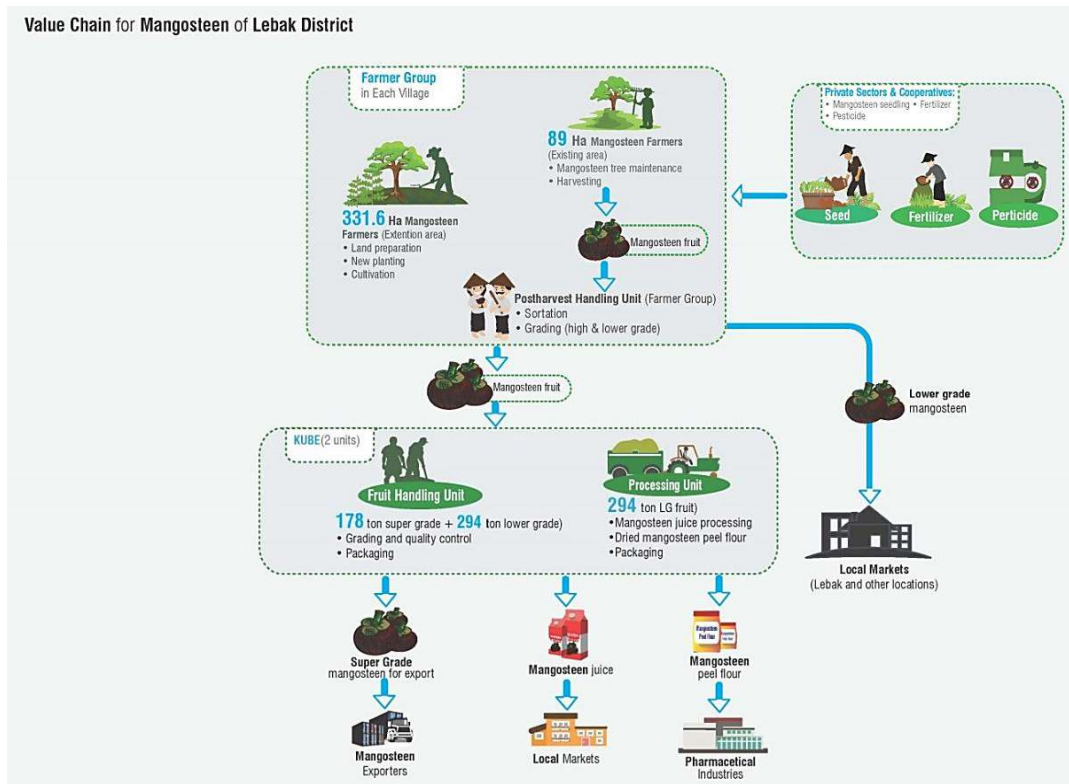 Value Chain for Mangosteen of Lebak District
Farmer Group
in Each Village
331.6 Ha Mangosteen
Farmers (Extention area)
• Land preparation
• New planting
• Cultivation
89 Ha Mangosteen Farmers
(Existing area)
• Mangosteen tree maintenance
• Harvesting
Mangosteen fruit
Postharvest Handling Unit (Farmer Group)
• Sortation
• Grading (high & lower grade)
Private Sectors & Cooperatives:
• Mangosteen seedling • Fertilizer
• Pesticide
Seed
Fertilizer
Perticide
Mangosteen fruit
Lower grade
mangosteen
KUBE(2 units)
Fruit Handling Unit
178 ton super grade + 294 ton lower grade)
• Grading and quality control
• Packaging
Processing Unit
294 ton LG fruit)
•Mangosteen juice processing
•Dried mangosteen peel flour
•Packaging
Local Markets
(Lebak and other locations)
Super Grade
mangosteen for export
Mangosteen juice
Mangosteen
Peel Flour
Mangosteen
peel flour
Mangosteen
Exporters
Local Markets
Pharmacetical
Industries